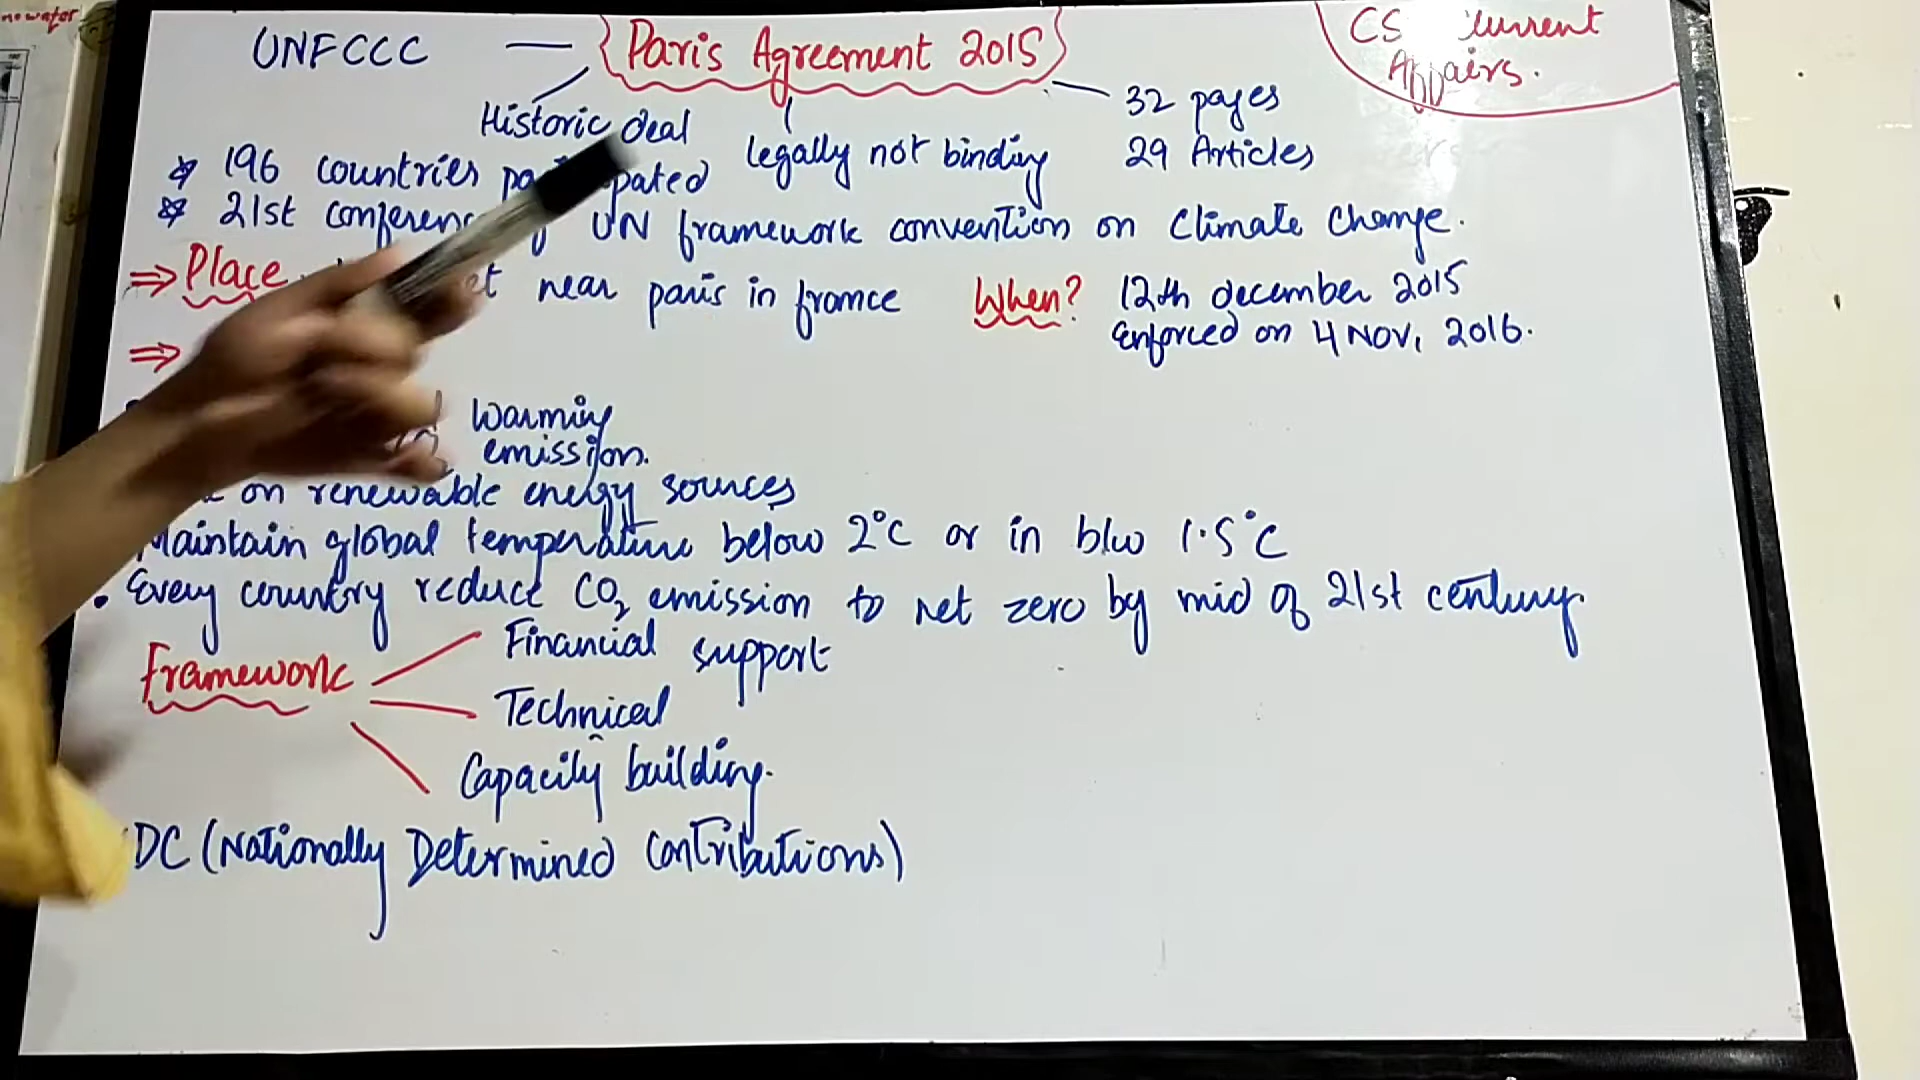 no water
UNFCCC — Paris Agreement 2015
CS Current
Affairs.
Historic deal
legally not binding
32 pages
29 Articles
196 countries
21st UN framework convention on Climate Change.
⇒ Place near paris in france
When? 12th december 2015
Enforced on 4 NOV, 2016.
⇒
warming
emission.
on renewable energy sources
Maintain global temperature below 2°C or in b/w 1.5°C
• Every country reduce CO2 emission to net zero by mid of 21st century
framework
Financial support
Technical
Capacity building.
DC (Nationally Determined Contributions)